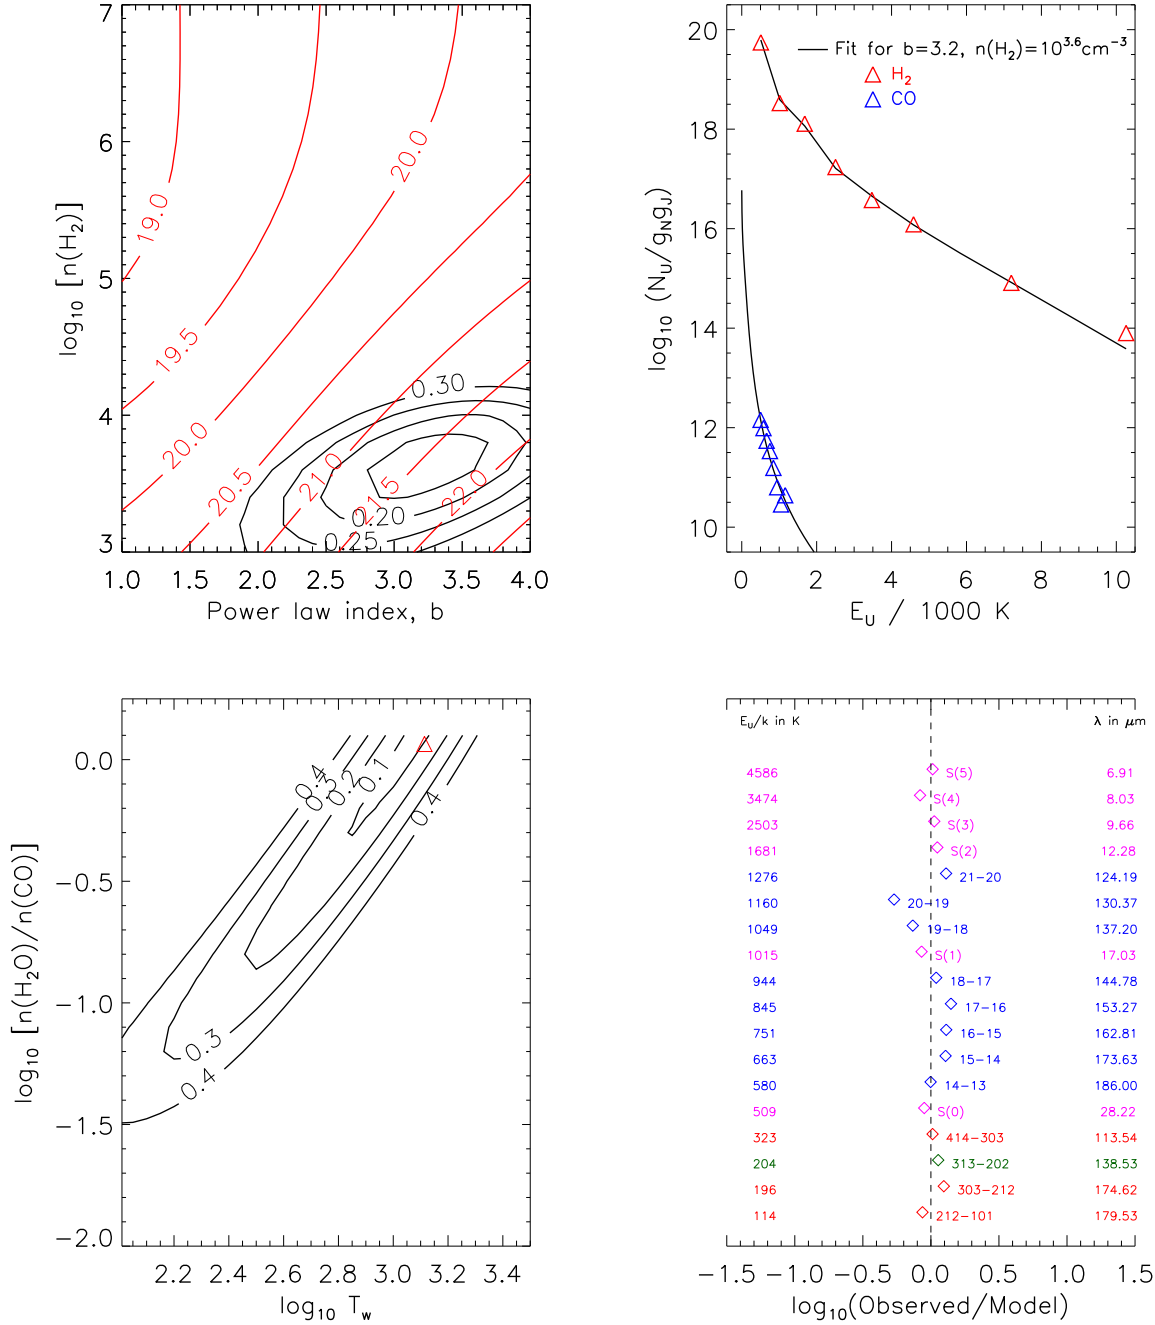 7
6
5
4
3
log10 [n(H2)]
19.0
19.5
20.0
20.0
20.5
21.0
21.5
22.0
0.30
0.20
0.25
1.0 1.5 2.0 2.5 3.0 3.5 4.0
Power law index, b
20
18
16
14
12
10
log10 (NU/gNgJ)
Fit for b=3.2, n(H2)=10^3.6cm^−3
H2
CO
0 2 4 6 8 10
EU / 1000 K
0.0
−0.5
−1.0
−1.5
−2.0
log10 [n(H2O)/n(CO)]
0.4
0.3
0.2
0.1
0.4
0.3
0.4
2.2 2.4 2.6 2.8 3.0 3.2 3.4
log10 Tw
EU/k in K λ in μm
4586 S(5) 6.91
3474 S(4) 8.03
2503 S(3) 9.66
1681 S(2) 12.28
1276 21−20 124.19
1160 20−19 130.37
1049 19−18 137.20
1015 S(1) 17.03
944 18−17 144.78
845 17−16 153.27
751 16−15 162.81
663 15−14 173.63
580 14−13 186.00
509 S(0) 28.22
323 414−303 113.54
204 313−202 138.53
196 303−212 174.62
114 212−101 179.53
−1.5 −1.0 −0.5 0.0 0.5 1.0 1.5
log10(Observed/Model)